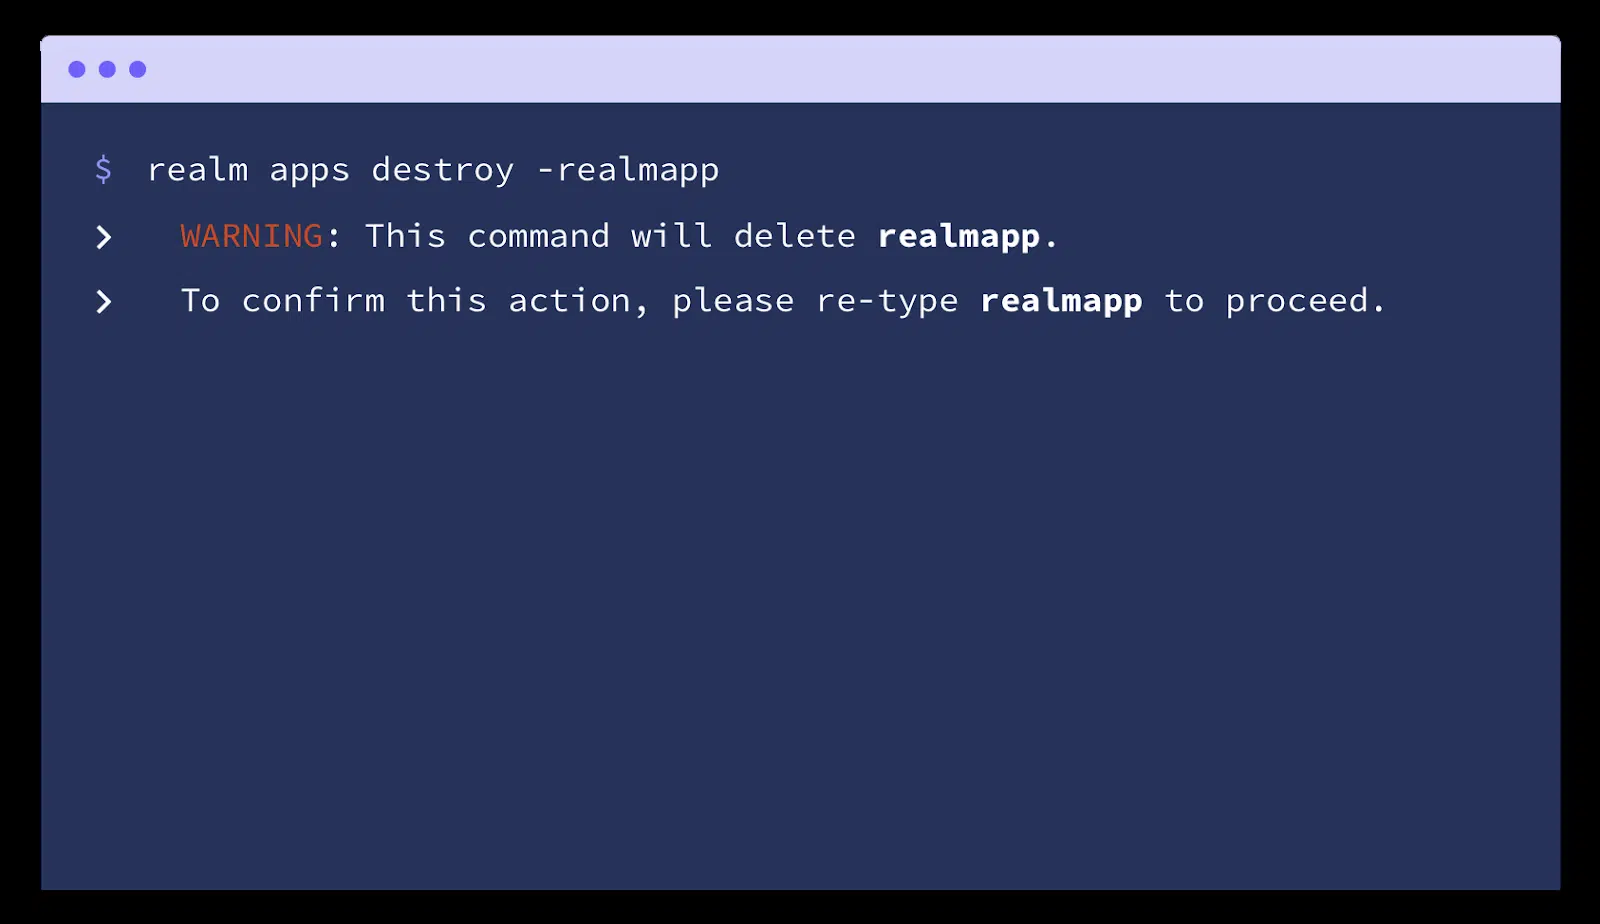 $ realm apps destroy -realmapp
> WARNING: This command will delete realmapp.
> To confirm this action, please re-type realmapp to proceed.